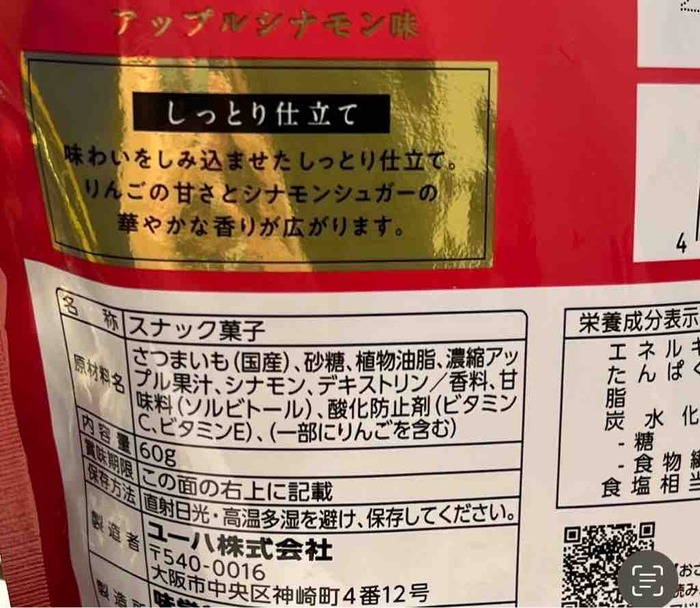 アップルシナモン味
しっとり仕立て
味わいをしみ込ませたしっとり仕立て。
りんごの甘さとシナモンシュガーの
華やかな香りが広がります。
名 称 スナック菓子
原材料名 さつまいも(国産)、砂糖、植物油脂、濃縮アッ
プル果汁、シナモン、デキストリン／香料、甘
味料(ソルビトール)、酸化防止剤(ビタミン
C、ビタミンE)、(一部にりんごを含む)
内容量 60g
賞味期限 この面の右上に記載
保存方法 直射日光・高温多湿を避け、保存してください。
製造者 ユーハ株式会社
〒540-0016
大阪市中央区神崎町4番12号
製造
栄養成分表示
エネルギ
たんぱく
脂
炭水化
-糖
-食物繊
食塩相当
4